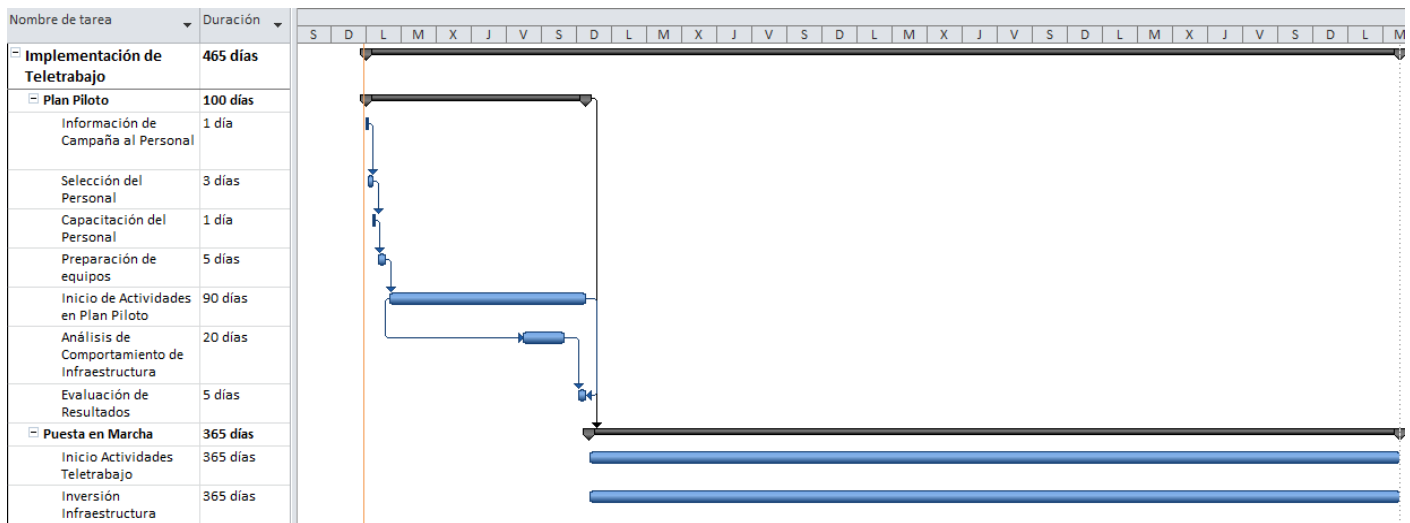 Nombre de tarea Duración
S D L M X J V S D L M X J V S D L M X J V S D L M X J V S D L M
Implementación de 465 días
Teletrabajo
Plan Piloto 100 días
Información de 1 día
Campaña al Personal
Selección del 3 días
Personal
Capacitación del 1 día
Personal
Preparación de 5 días
equipos
Inicio de Actividades 90 días
en Plan Piloto
Análisis de 20 días
Comportamiento de
Infraestructura
Evaluación de 5 días
Resultados
Puesta en Marcha 365 días
Inicio Actividades 365 días
Teletrabajo
Inversión 365 días
Infraestructura